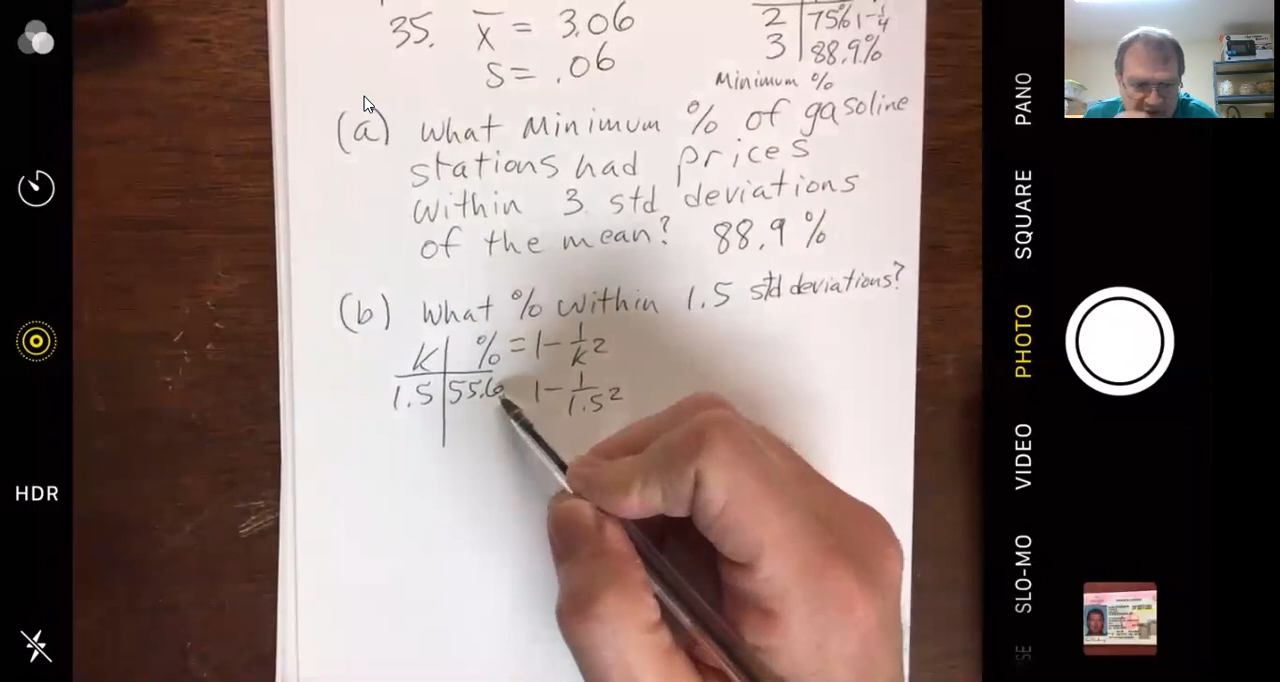 35. x̄ = 3.06
s = .06
2 | 75% 1-1/4
3 | 88.9%
Minimum %
(a) What Minimum % of gasoline
stations had prices
within 3 std deviations
of the mean? 88.9%
(b) What % within 1.5 std deviations?
K | % = 1 - 1/K2
1.5 | 55.6 1 - 1/1.52
HDR
PANO
SQUARE
PHOTO
VIDEO
SLO-MO
SE